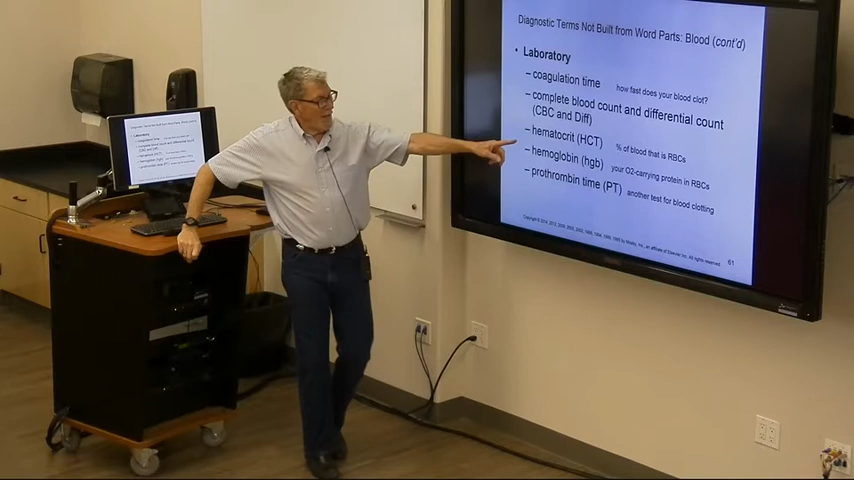 Diagnostic Terms Not Built from Word Parts: Blood (cont'd)
• Laboratory
– coagulation time how fast does your blood clot?
– complete blood count and differential count
(CBC and Diff)
– hematocrit (HCT) % of blood that is RBCs
– hemoglobin (hgb) your O2-carrying protein in RBCs
– prothrombin time (PT) another test for blood clotting
61